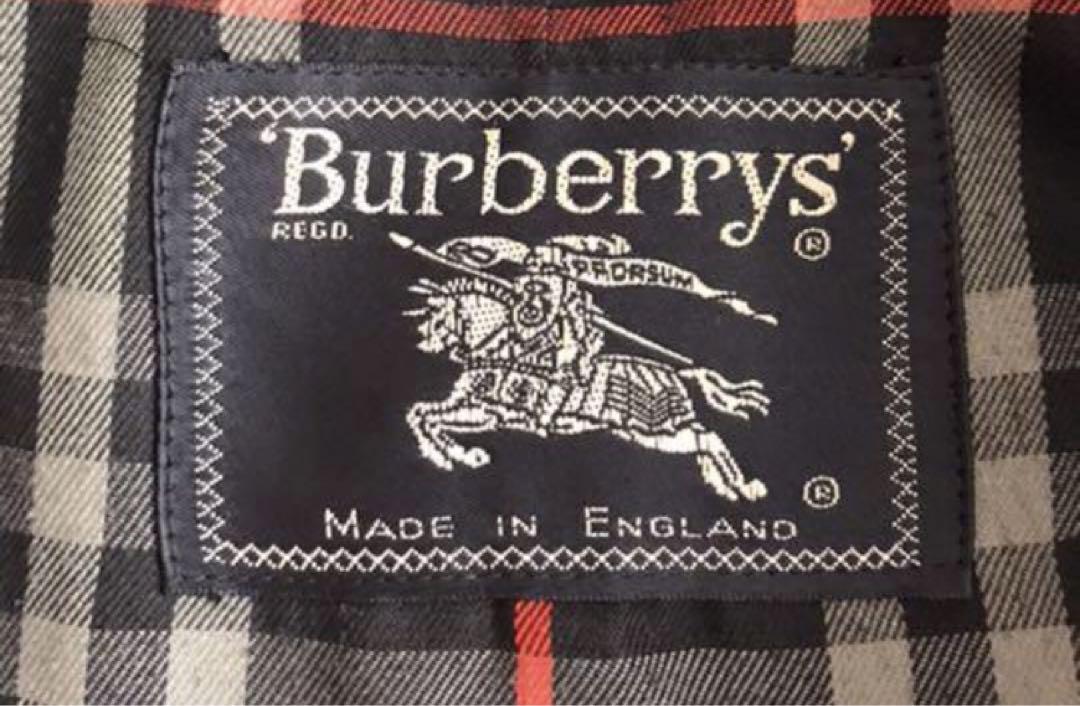 'Burberrys'
REGD. ®
PRORSUM
®
MADE IN ENGLAND